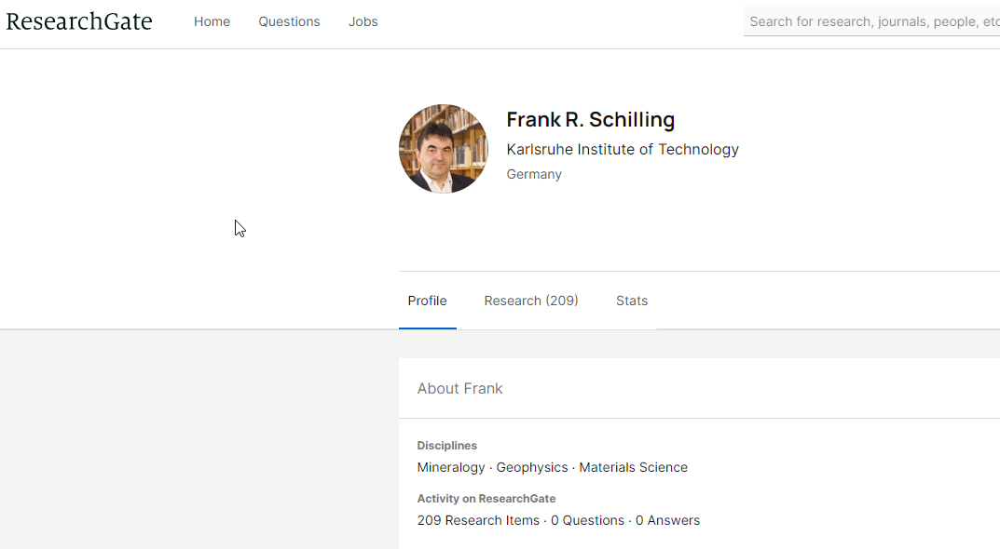 ResearchGate Home Questions Jobs Search for research, journals, people, etc
Frank R. Schilling
Karlsruhe Institute of Technology
Germany
Profile Research (209) Stats
About Frank
Disciplines
Mineralogy · Geophysics · Materials Science
Activity on ResearchGate
209 Research Items · 0 Questions · 0 Answers